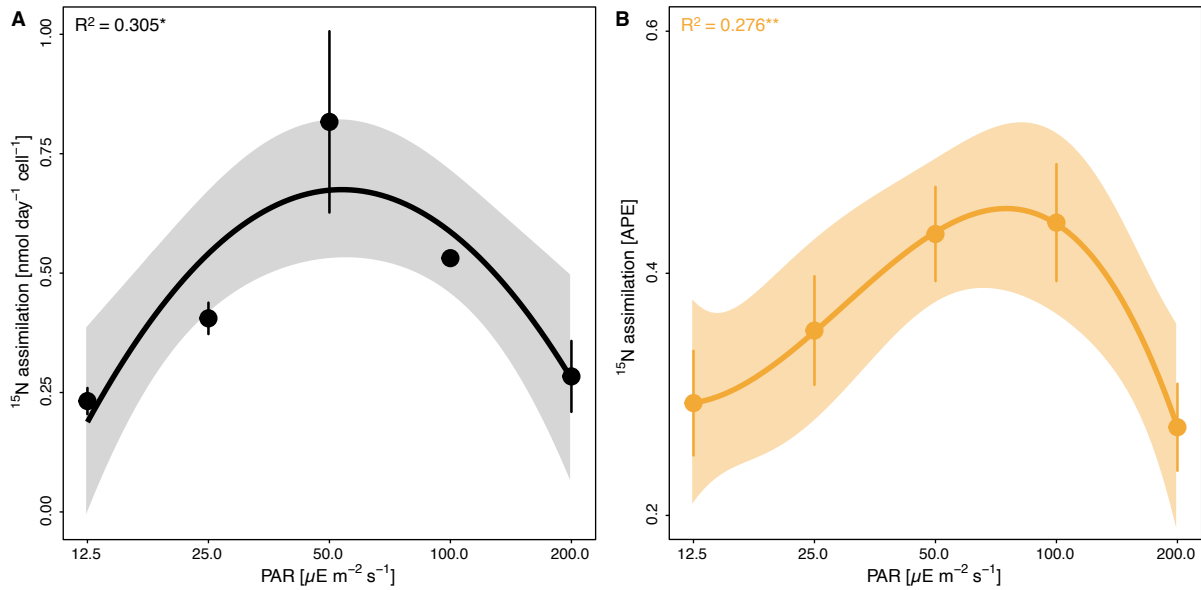 A
R² = 0.305*
1.00
0.75
0.50
0.25
0.00
¹⁵N assimilation [nmol day⁻¹ cell⁻¹]
12.5 25.0 50.0 100.0 200.0
PAR [µE m⁻² s⁻¹]
B
R² = 0.276**
0.6
0.4
0.2
¹⁵N assimilation [APE]
12.5 25.0 50.0 100.0 200.0
PAR [µE m⁻² s⁻¹]